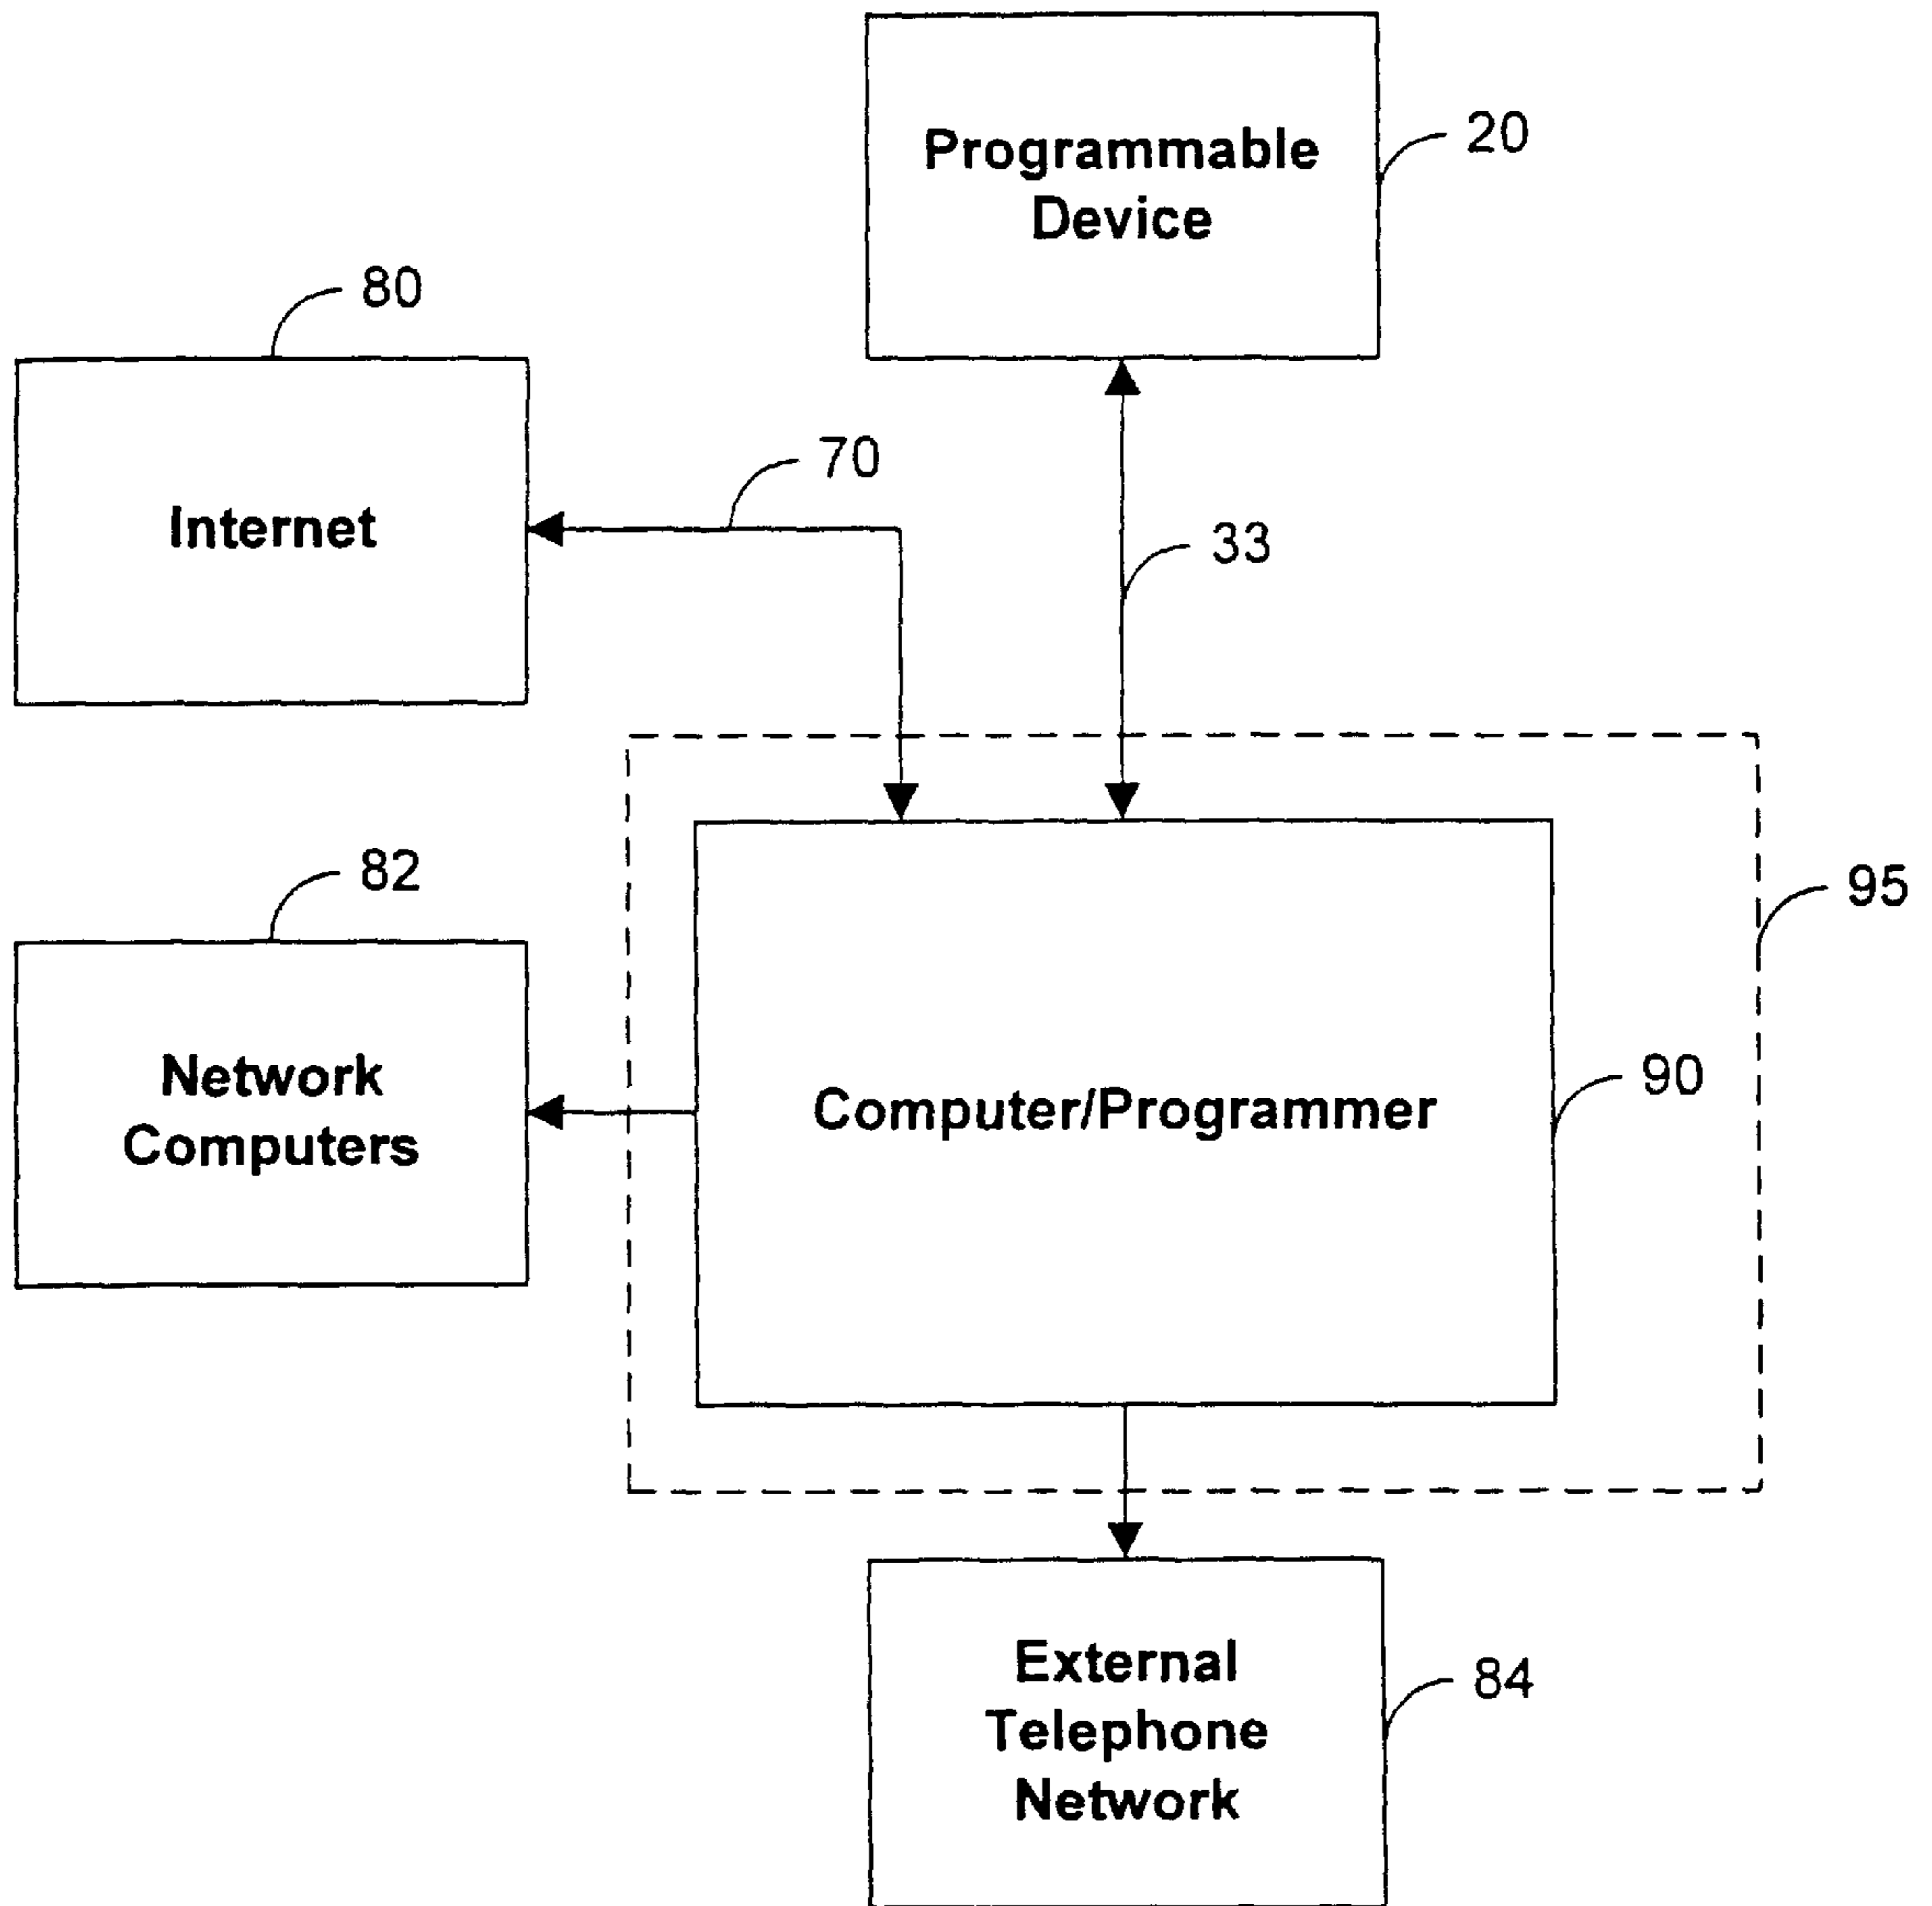 Programmable
Device
20
80
Internet
70
33
82
Network
Computers
95
Computer/Programmer
90
External
Telephone
Network
84